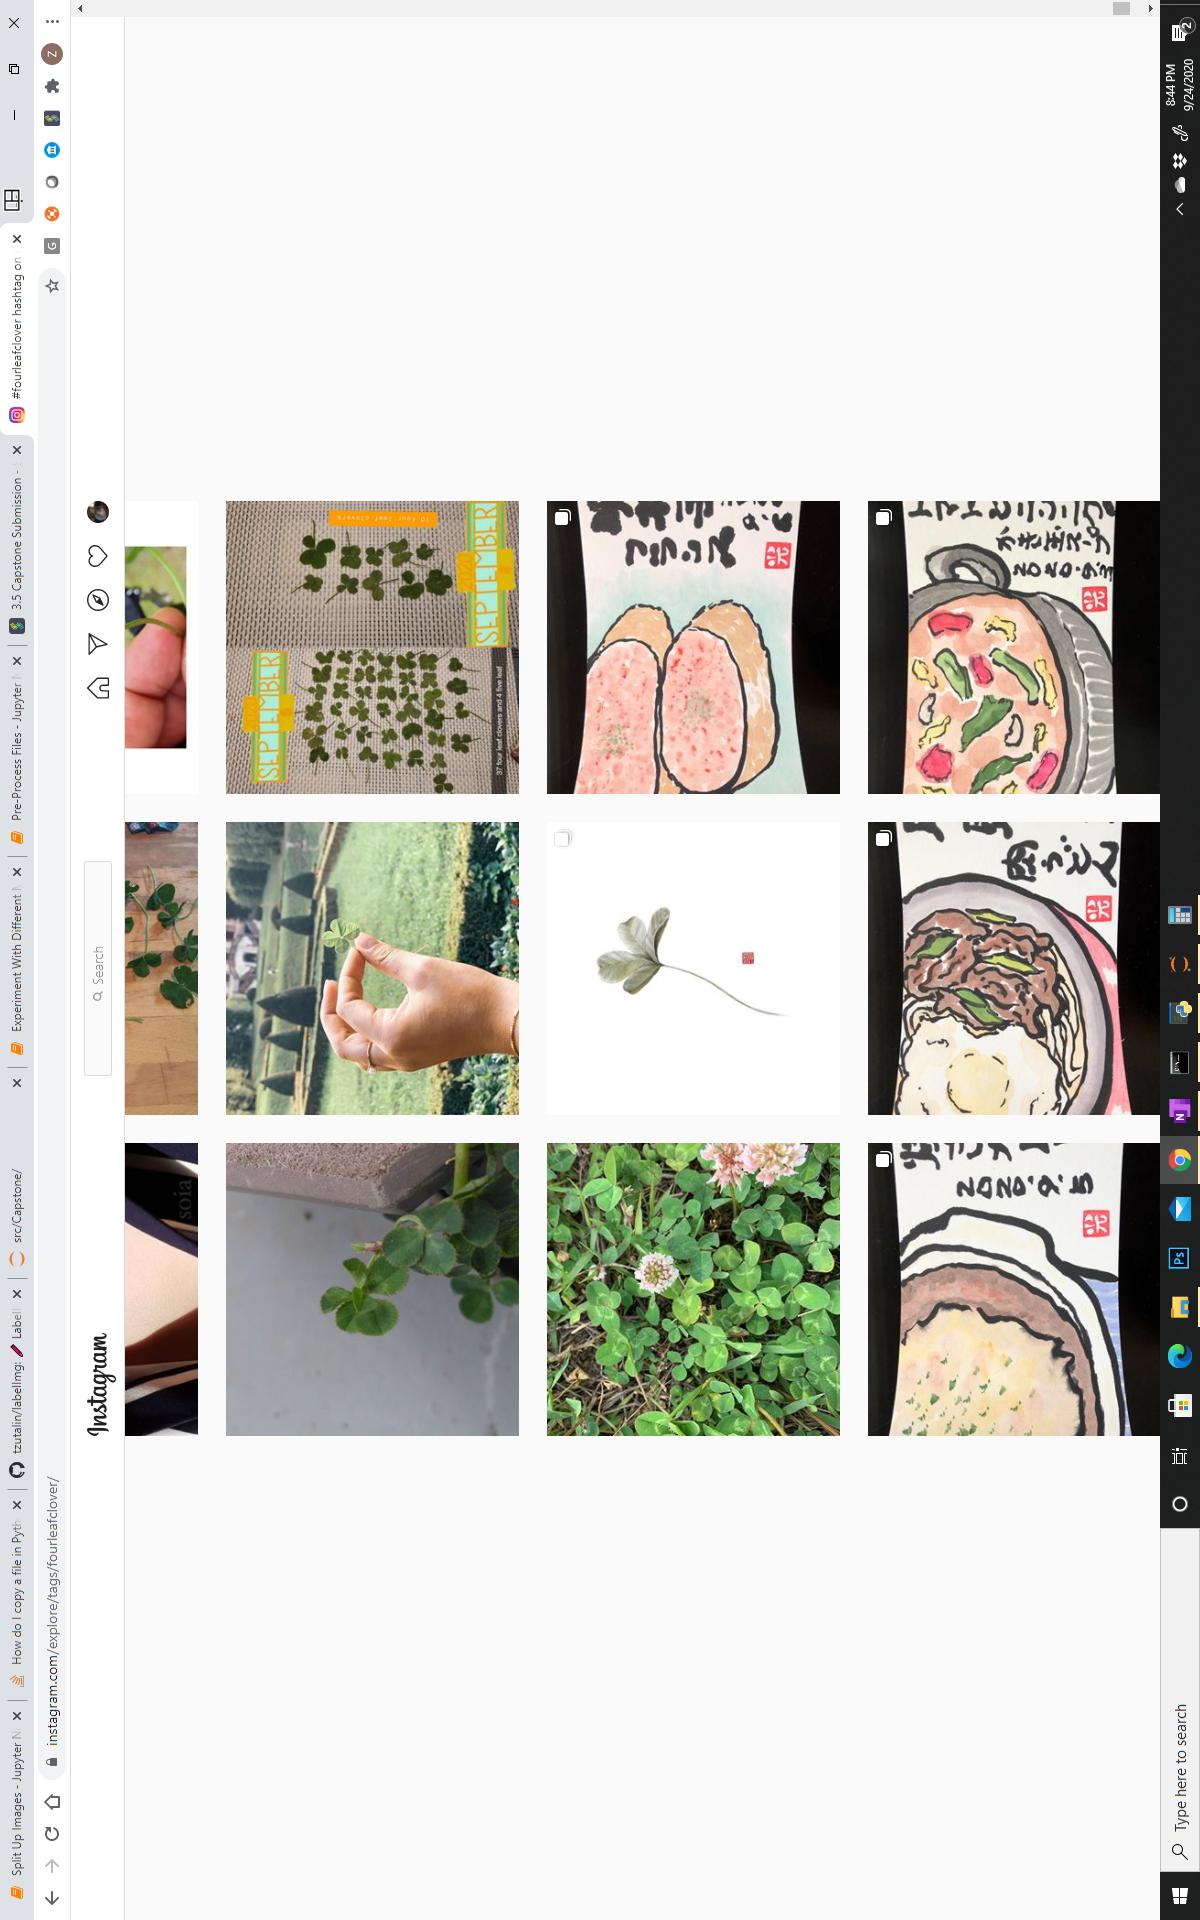 Split Up Images - Jupyter N
How do I copy a file in Pyth
tzutalin/labelImg: Labell
src/Capstone/
Experiment With Different N
Pre-Process Files - Jupyter N
3.5 Capstone Submission -
#fourleafclover hashtag on
instagram.com/explore/tags/fourleafclover/
G
Z
Instagram
Search
soia
SEPTEMBER
37 four leaf clovers and 4 five leaf
10 four leaf clovers
SEPTEMBER
Type here to search
Ps
N
8:44 PM
9/24/2020
2